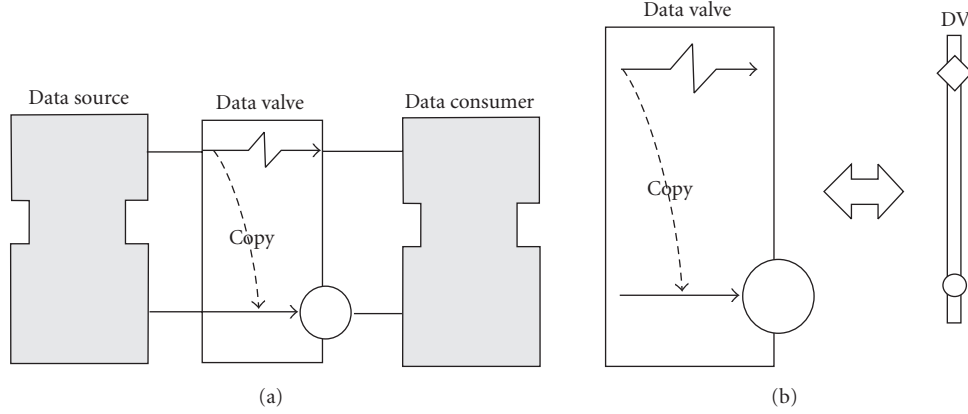 Data source
Data valve
Data consumer
Copy
(a)
Data valve
Copy
DV
(b)